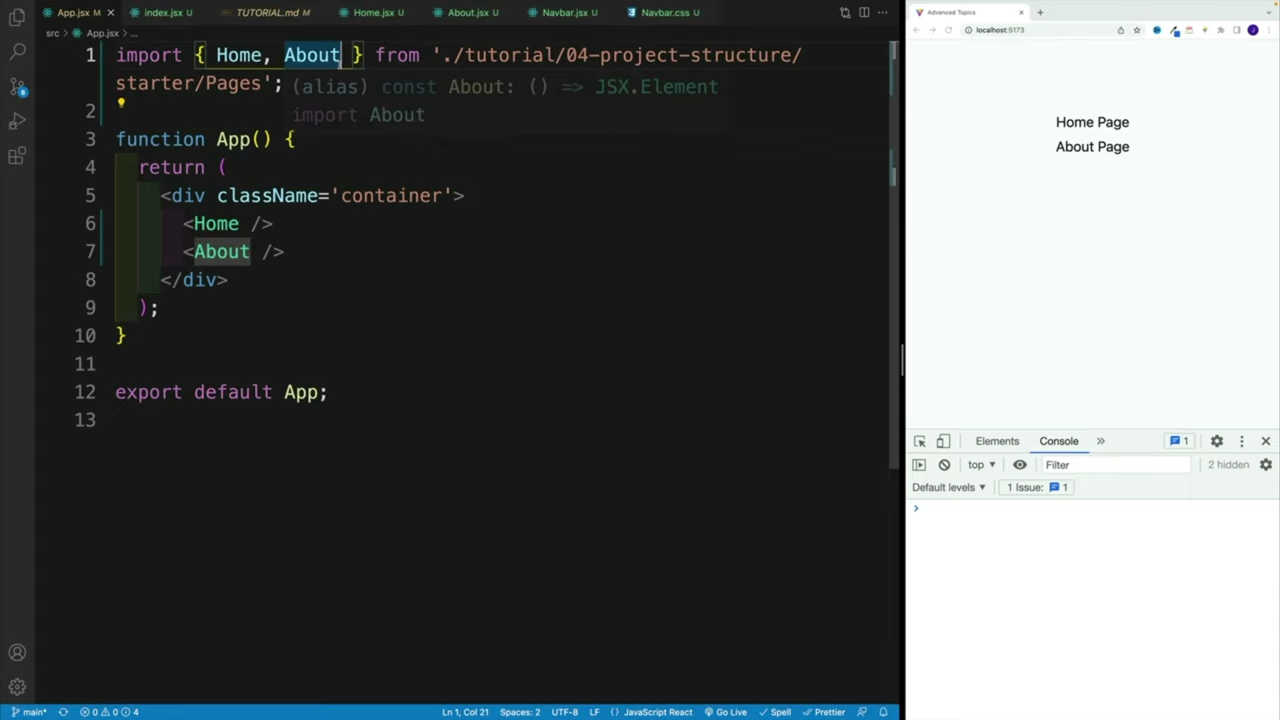 App.jsx M
index.jsx U
TUTORIAL.md M
Home.jsx U
About.jsx U
Navbar.jsx U
Navbar.css U
src > App.jsx > ...
1 import { Home, About } from './tutorial/04-project-structure/
starter/Pages';
(alias) const About: () => JSX.Element
import About
2
3 function App() {
4 return (
5 <div className='container'>
6 <Home />
7 <About />
8 </div>
9 );
10 }
11
12 export default App;
13
main*
0 0 4
Ln 1, Col 21
Spaces: 2
UTF-8
LF
{} JavaScript React
Go Live
Spell
Prettier
Advanced Topics
localhost:5173
Home Page
About Page
Elements
Console
1
top
Filter
2 hidden
Default levels
1 Issue: 1